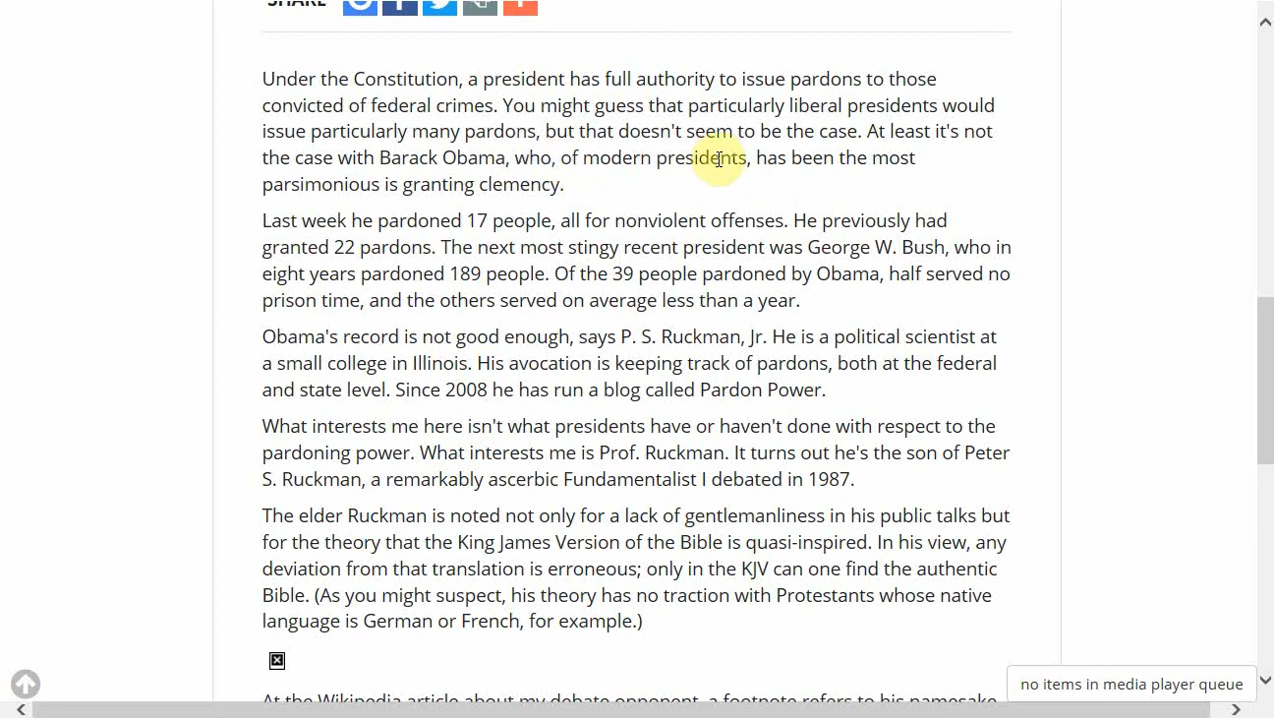 SHARE
Under the Constitution, a president has full authority to issue pardons to those
convicted of federal crimes. You might guess that particularly liberal presidents would
issue particularly many pardons, but that doesn't seem to be the case. At least it's not
the case with Barack Obama, who, of modern presidents, has been the most
parsimonious is granting clemency.
Last week he pardoned 17 people, all for nonviolent offenses. He previously had
granted 22 pardons. The next most stingy recent president was George W. Bush, who in
eight years pardoned 189 people. Of the 39 people pardoned by Obama, half served no
prison time, and the others served on average less than a year.
Obama's record is not good enough, says P. S. Ruckman, Jr. He is a political scientist at
a small college in Illinois. His avocation is keeping track of pardons, both at the federal
and state level. Since 2008 he has run a blog called Pardon Power.
What interests me here isn't what presidents have or haven't done with respect to the
pardoning power. What interests me is Prof. Ruckman. It turns out he's the son of Peter
S. Ruckman, a remarkably ascerbic Fundamentalist I debated in 1987.
The elder Ruckman is noted not only for a lack of gentlemanliness in his public talks but
for the theory that the King James Version of the Bible is quasi-inspired. In his view, any
deviation from that translation is erroneous; only in the KJV can one find the authentic
Bible. (As you might suspect, his theory has no traction with Protestants whose native
language is German or French, for example.)
no items in media player queue
At the Wikipedia article about my debate opponent, a footnote refers to his namesake